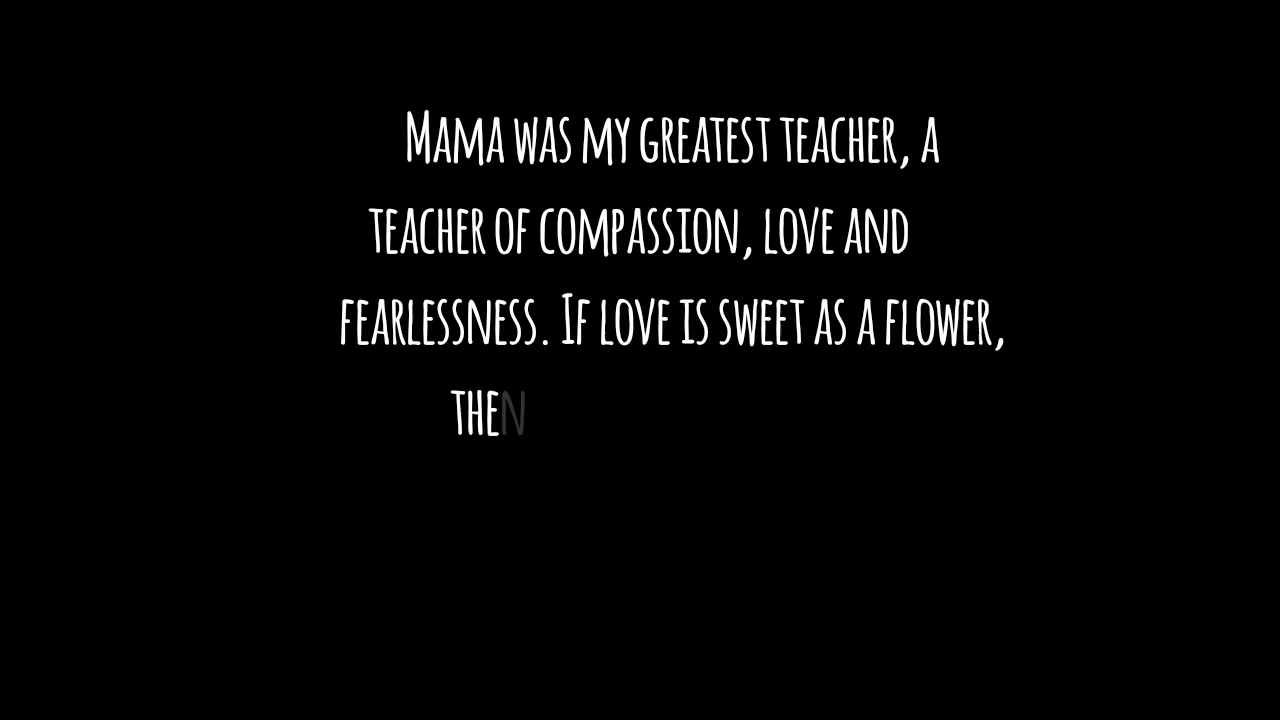 Mama was my greatest teacher, a
teacher of compassion, love and
fearlessness. If love is sweet as a flower,
then